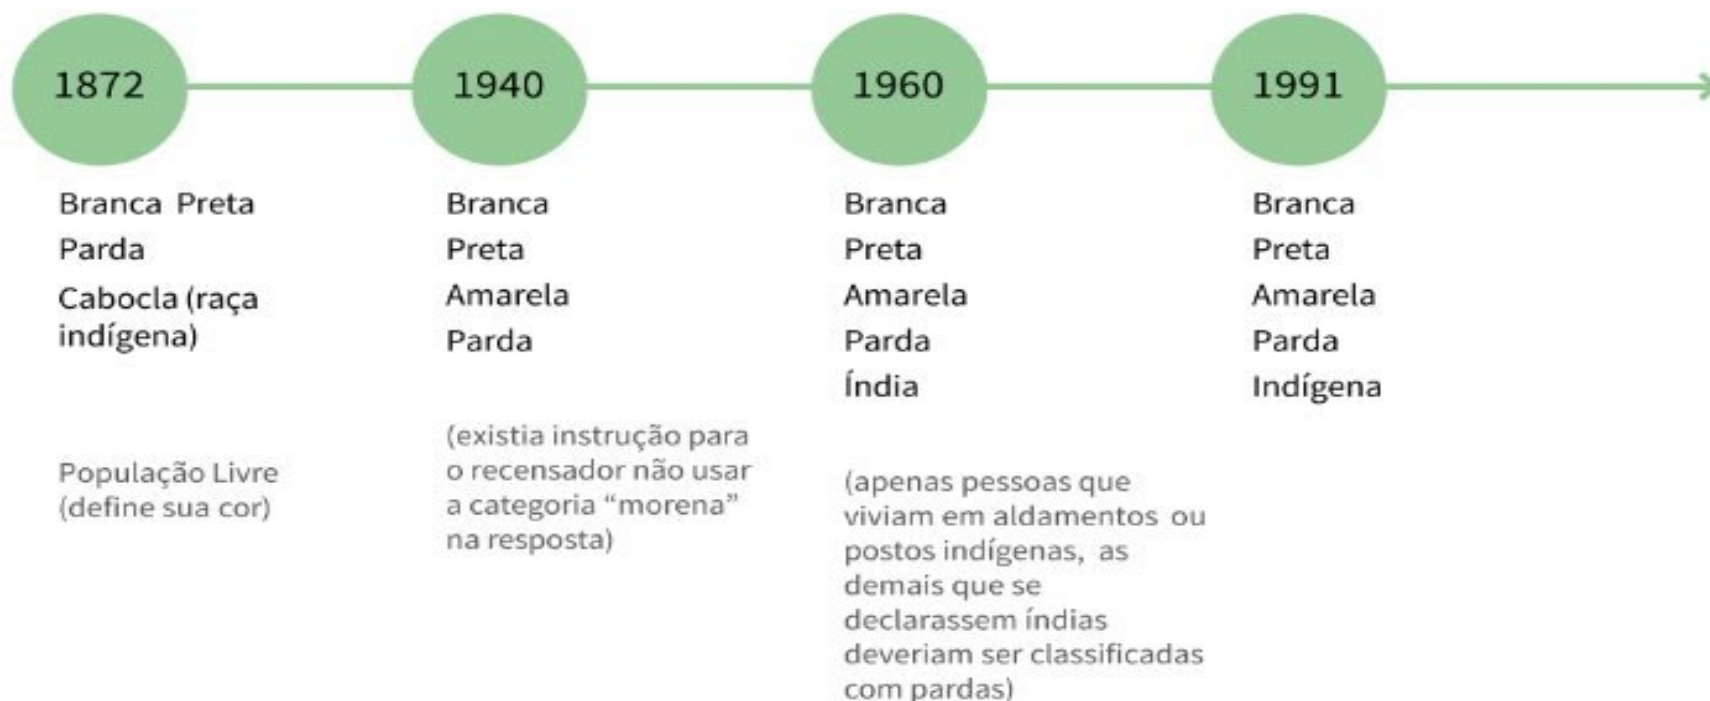 1872
1940
1960
1991
Branca Preta
Parda
Cabocla (raça
indígena)
População Livre
(define sua cor)
Branca
Preta
Amarela
Parda
(existia instrução para
o recensador não usar
a categoria “morena”
na resposta)
Branca
Preta
Amarela
Parda
Índia
(apenas pessoas que
viviam em aldamentos ou
postos indígenas, as
demais que se
declarassem índias
deveriam ser classificadas
com pardas)
Branca
Preta
Amarela
Parda
Indígena